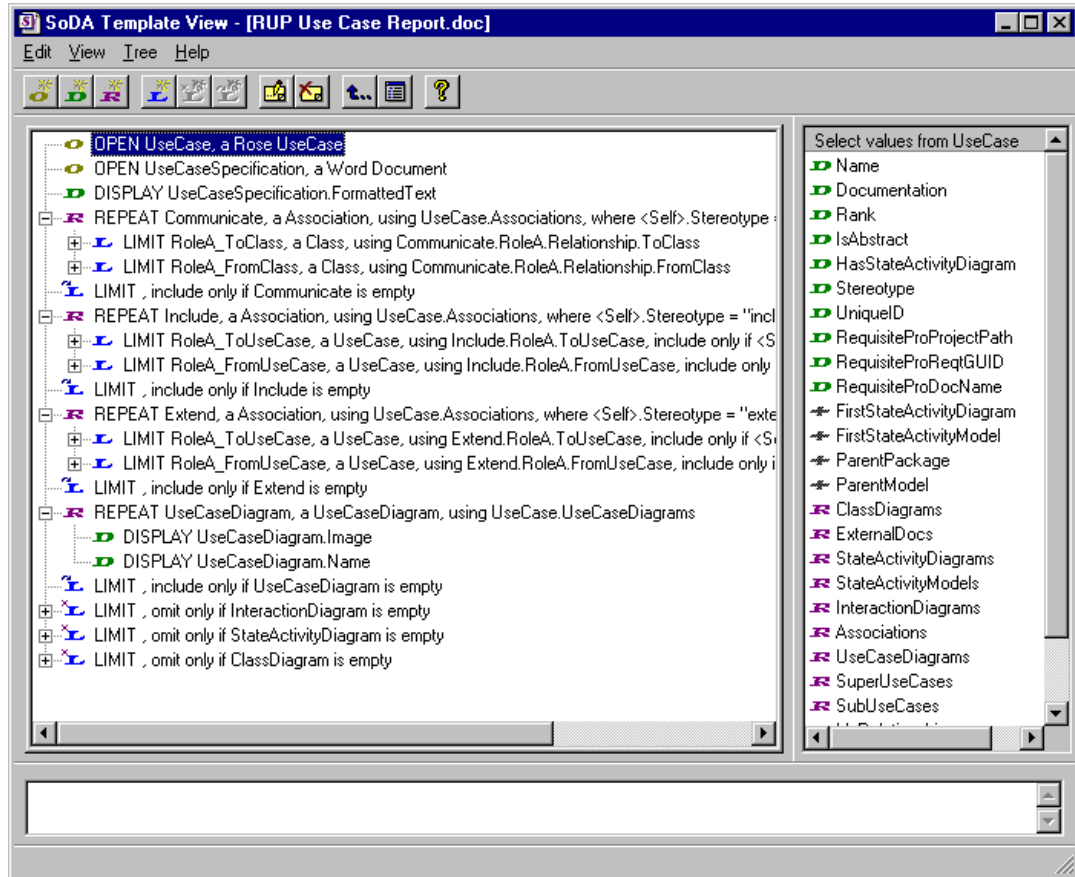 SoDA Template View - [RUP Use Case Report.doc]
Edit View Tree Help
OPEN UseCase, a Rose UseCase
OPEN UseCaseSpecification, a Word Document
DISPLAY UseCaseSpecification.FormattedText
REPEAT Communicate, a Association, using UseCase.Associations, where <Self>.Stereotype =
LIMIT RoleA_ToClass, a Class, using Communicate.RoleA.Relationship.ToClass
LIMIT RoleA_FromClass, a Class, using Communicate.RoleA.Relationship.FromClass
LIMIT , include only if Communicate is empty
REPEAT Include, a Association, using UseCase.Associations, where <Self>.Stereotype = "incl
LIMIT RoleA_ToUseCase, a UseCase, using Include.RoleA.ToUseCase, include only if <S
LIMIT RoleA_FromUseCase, a UseCase, using Include.RoleA.FromUseCase, include only
LIMIT , include only if Include is empty
REPEAT Extend, a Association, using UseCase.Associations, where <Self>.Stereotype = "exte
LIMIT RoleA_ToUseCase, a UseCase, using Extend.RoleA.ToUseCase, include only if <S
LIMIT RoleA_FromUseCase, a UseCase, using Extend.RoleA.FromUseCase, include only i
LIMIT , include only if Extend is empty
REPEAT UseCaseDiagram, a UseCaseDiagram, using UseCase.UseCaseDiagrams
DISPLAY UseCaseDiagram.Image
DISPLAY UseCaseDiagram.Name
LIMIT , include only if UseCaseDiagram is empty
LIMIT , omit only if InteractionDiagram is empty
LIMIT , omit only if StateActivityDiagram is empty
LIMIT , omit only if ClassDiagram is empty
Select values from UseCase
Name
Documentation
Rank
IsAbstract
HasStateActivityDiagram
Stereotype
UniqueID
RequisiteProProjectPath
RequisiteProReqtGUID
RequisiteProDocName
FirstStateActivityDiagram
FirstStateActivityModel
ParentPackage
ParentModel
ClassDiagrams
ExternalDocs
StateActivityDiagrams
StateActivityModels
InteractionDiagrams
Associations
UseCaseDiagrams
SuperUseCases
SubUseCases